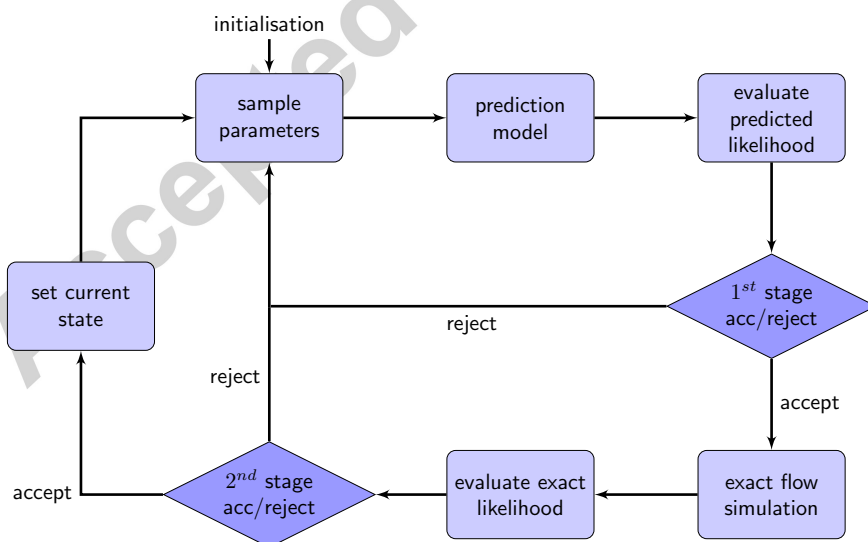 initialisation
sample
parameters
prediction
model
evaluate
predicted
likelihood
set current
state
1st stage
acc/reject
reject
reject
accept
accept
2nd stage
acc/reject
evaluate exact
likelihood
exact flow
simulation
Accepted